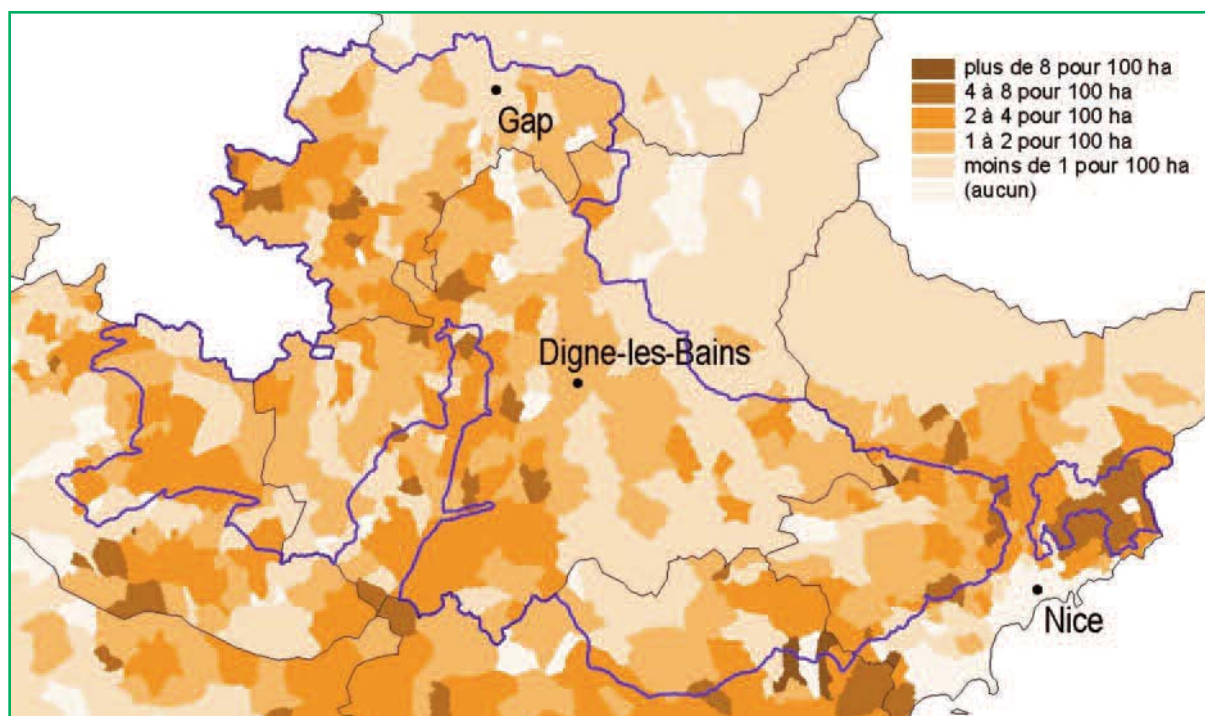 plus de 8 pour 100 ha
4 à 8 pour 100 ha
2 à 4 pour 100 ha
1 à 2 pour 100 ha
moins de 1 pour 100 ha
(aucun)
Gap
Digne-les-Bains
Nice